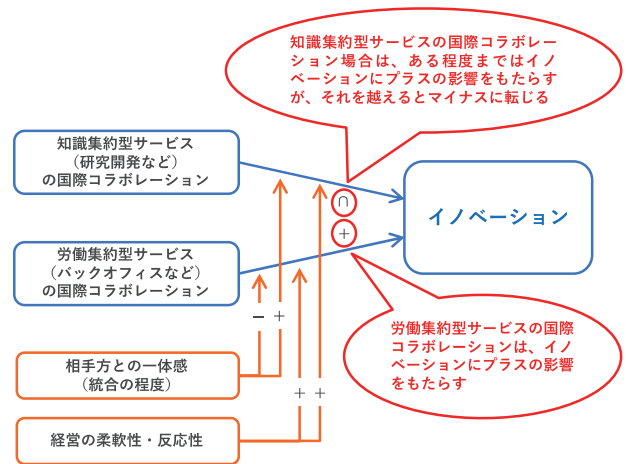 知識集約型サービスの国際コラボレー
ション場合は、ある程度まではイノ
ベーションにプラスの影響をもたらす
が、それを越えるとマイナスに転じる
知識集約型サービス
（研究開発など）
の国際コラボレーション
イノベーション
∩
+
労働集約型サービス
（バックオフィスなど）
の国際コラボレーション
− +
労働集約型サービスの国際
コラボレーションは、イノ
ベーションにプラスの影響
をもたらす
相手方との一体感
（統合の程度）
+ +
経営の柔軟性・反応性